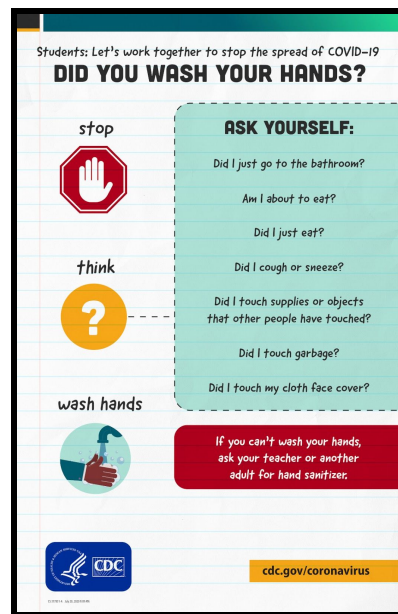 Students: Let's work together to stop the spread of COVID-19
DID YOU WASH YOUR HANDS?
stop
think
?
wash hands
ASK YOURSELF:
Did I just go to the bathroom?
Am I about to eat?
Did I just eat?
Did I cough or sneeze?
Did I touch supplies or objects
that other people have touched?
Did I touch garbage?
Did I touch my cloth face cover?
If you can't wash your hands,
ask your teacher or another
adult for hand sanitizer.
CDC
cdc.gov/coronavirus